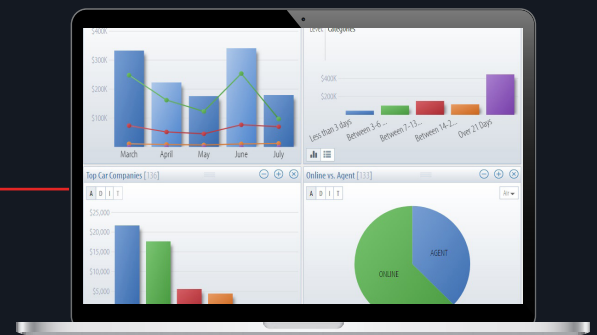 $400K
$300K
$200K
$100K
March April May June July
Level Categories
$400K
$200K
Less than 3 days Between 3-6 ... Between 7-13... Between 14-2... Over 21 Days
Top Car Companies [136]
A D I T
$25,000
$20,000
$15,000
$10,000
$5,000
Online vs. Agent [133]
A D I T
Air
AGENT
ONLINE